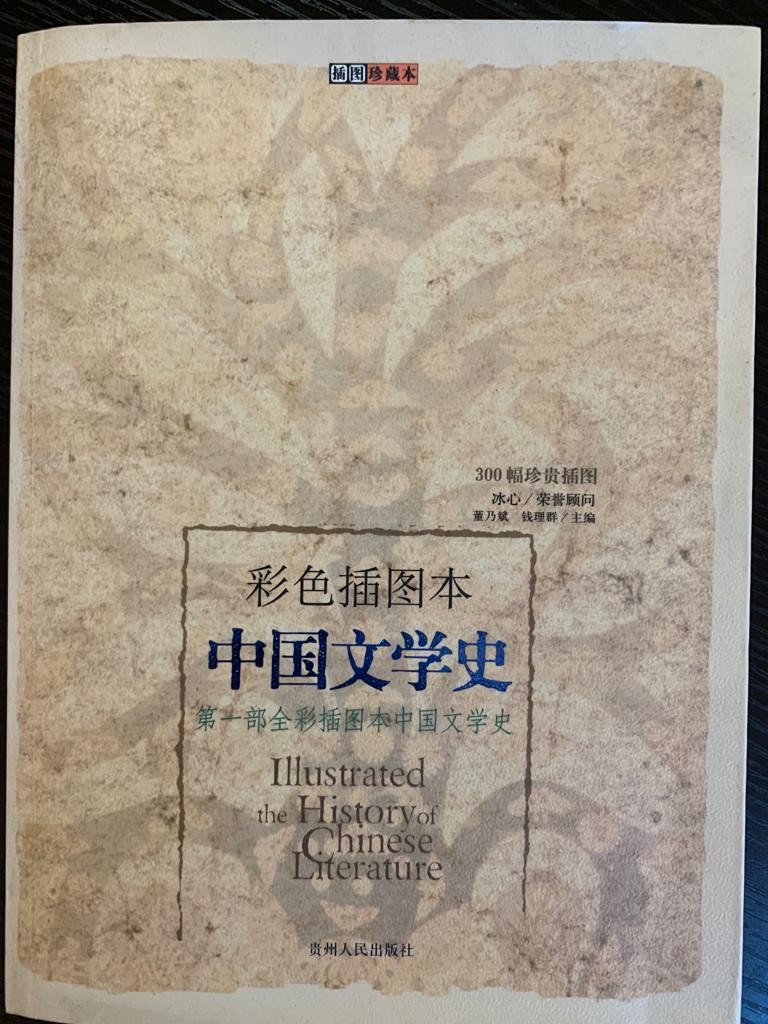 插图珍藏本
300幅珍贵插图
冰心/荣誉顾问
董乃斌 钱理群/主编
彩色插图本
中国文学史
第一部全彩插图本中国文学史
Illustrated
the History of
Chinese
Literature
贵州人民出版社